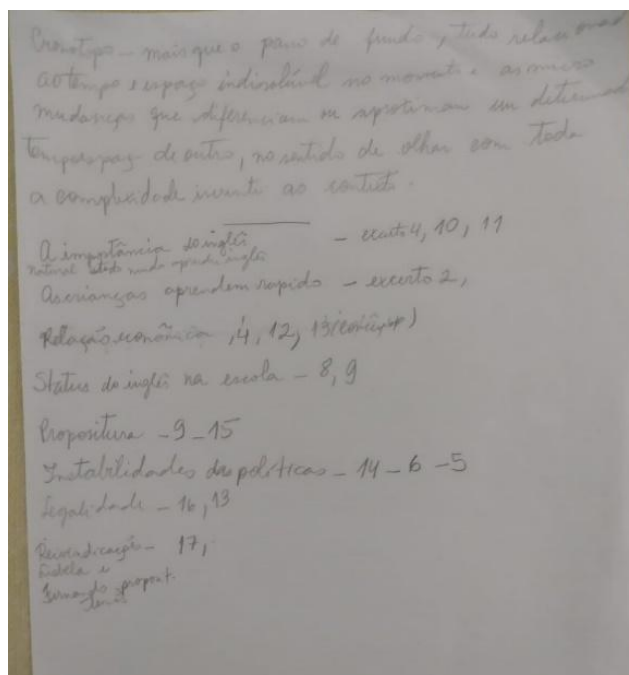 Cronotopo - mais que o pano de fundo, tudo relacionado
ao tempo e espaço indissolúvel no momento e as micro
mudanças que diferenciam ou aproximam um determinado
tempo espaço de outro, no sentido de olhar com toda
a complexidade ao contexto.
A importância do inglês - 4, 10, 11
natural todo mundo aprender inglês
As crianças aprendem rápido - excerto 2,
Relação econômica, 4, 12, 13
Status do inglês na escola - 8, 9
Propositura - 9 - 15
Instabilidades das políticas - 14 - 6 - 5
Legalidade - 16, 13
Reivindicação - 17,
Fernando